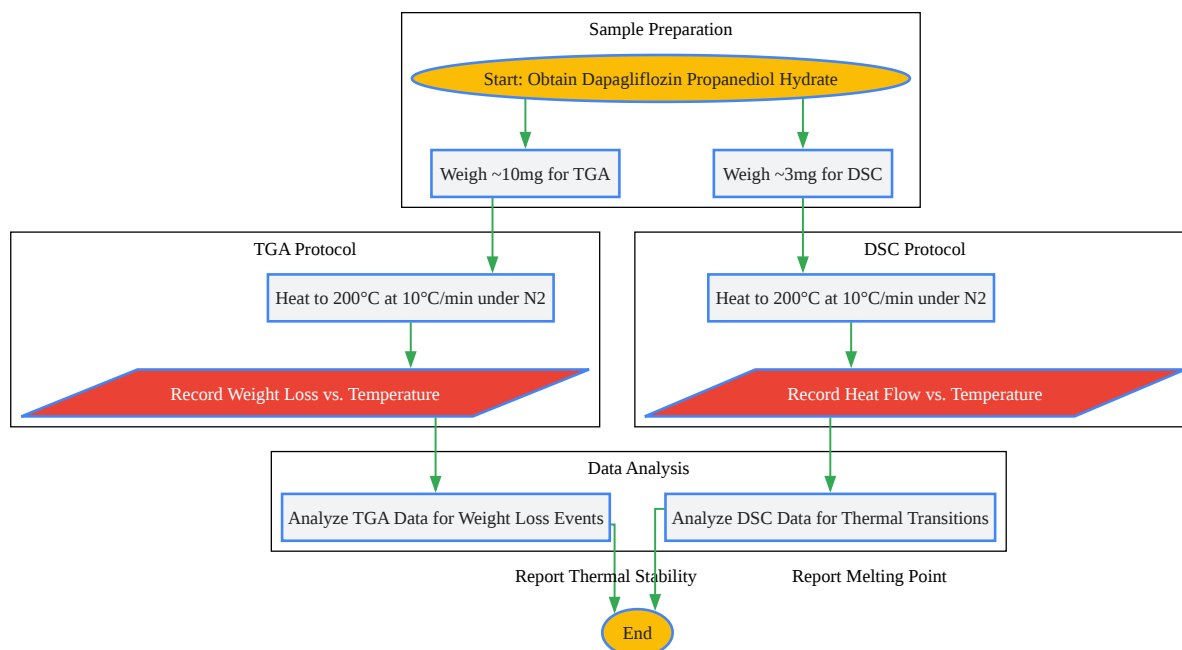 Sample Preparation
Start: Obtain Dapagliflozin Propanediol Hydrate
Weigh ~10mg for TGA
Weigh ~3mg for DSC
TGA Protocol
DSC Protocol
Heat to 200°C at 10°C/min under N2
Heat to 200°C at 10°C/min under N2
Record Weight Loss vs. Temperature
Record Heat Flow vs. Temperature
Data Analysis
Analyze TGA Data for Weight Loss Events
Analyze DSC Data for Thermal Transitions
Report Thermal Stability
Report Melting Point
End